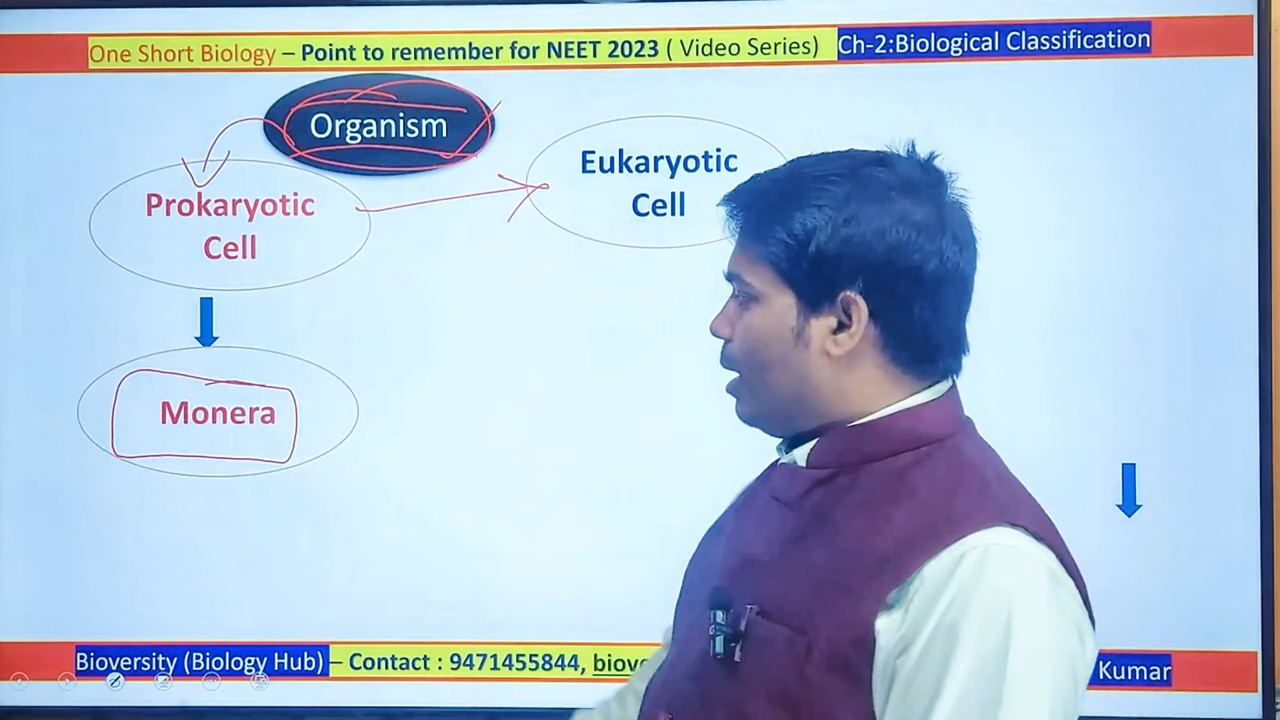 One Short Biology – Point to remember for NEET 2023 ( Video Series) Ch-2:Biological Classification
Organism
Prokaryotic
Cell
Eukaryotic
Cell
Monera
Bioversity (Biology Hub) – Contact : 9471455844, Kumar